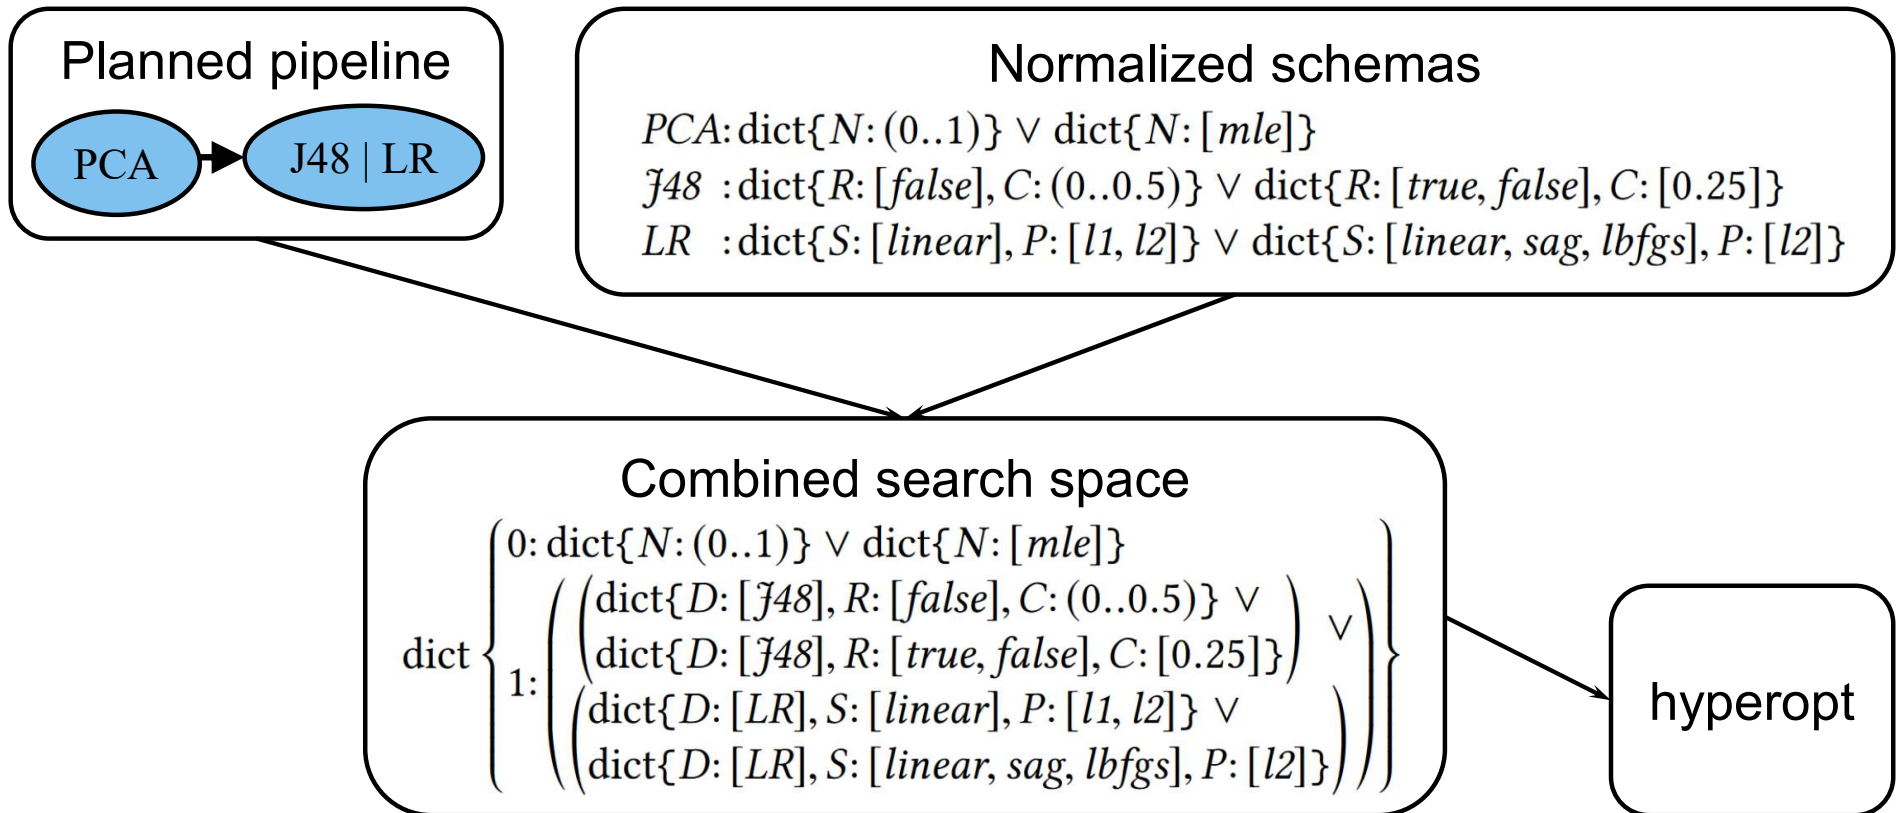 Planned pipeline
PCA
J48 | LR
Normalized schemas
PCA: dict{N: (0..1)} ∨ dict{N: [mle]}
J48 : dict{R: [false], C: (0..0.5)} ∨ dict{R: [true, false], C: [0.25]}
LR : dict{S: [linear], P: [l1, l2]} ∨ dict{S: [linear, sag, lbfgs], P: [l2]}
Combined search space
dict { 0: dict{N: (0..1)} ∨ dict{N: [mle]}
1: ( ( dict{D: [J48], R: [false], C: (0..0.5)} ∨
dict{D: [J48], R: [true, false], C: [0.25]} ) ∨
( dict{D: [LR], S: [linear], P: [l1, l2]} ∨
dict{D: [LR], S: [linear, sag, lbfgs], P: [l2]} ) ) }
hyperopt